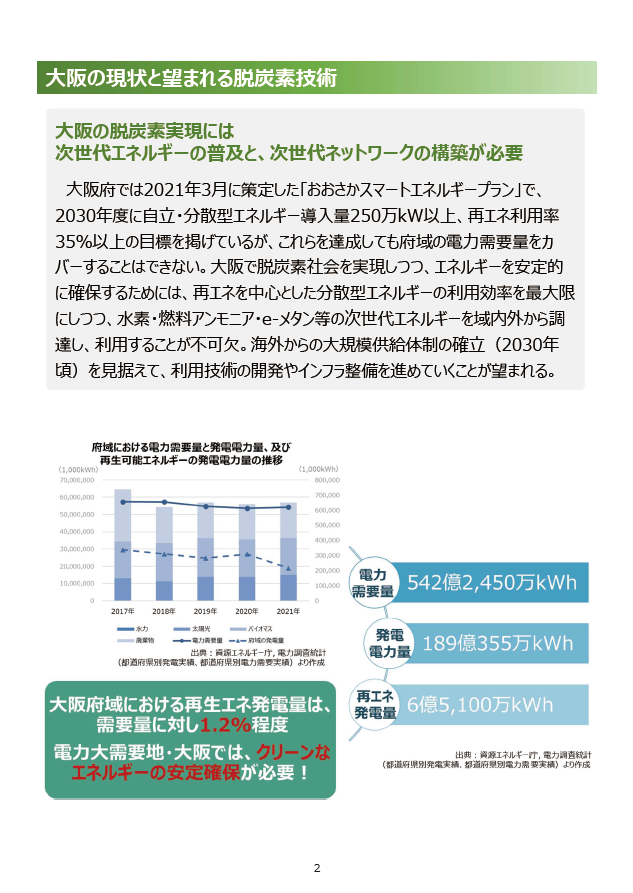 大阪の現状と望まれる脱炭素技術
大阪の脱炭素実現には
次世代エネルギーの普及と、次世代ネットワークの構築が必要
大阪府では2021年3月に策定した「おおさかスマートエネルギープラン」で、
2030年度に自立・分散型エネルギー導入量250万kW以上、再エネ利用率
35%以上の目標を掲げているが、これらを達成しても府域の電力需要量をカ
バーすることはできない。大阪で脱炭素社会を実現しつつ、エネルギーを安定的
に確保するためには、再エネを中心とした分散型エネルギーの利用効率を最大限
にしつつ、水素・燃料アンモニア・e-メタン等の次世代エネルギーを域内外から調
達し、利用することが不可欠。海外からの大規模供給体制の確立（2030年
頃）を見据えて、利用技術の開発やインフラ整備を進めていくことが望まれる。
府域における電力需要量と発電電力量、及び
再生可能エネルギーの発電電力量の推移
(1,000kWh)
(1,000kWh)
70,000,000
60,000,000
50,000,000
40,000,000
30,000,000
20,000,000
10,000,000
0
800,000
700,000
600,000
500,000
400,000
300,000
200,000
100,000
0
2017年 2018年 2019年 2020年 2021年
水力 太陽光 バイオマス
廃棄物 電力需要量 府域の発電量
出典：資源エネルギー庁, 電力調査統計
（都道府県別発電実績、都道府県別電力需要実績）より作成
電力
需要量
542億2,450万kWh
発電
電力量
189億355万kWh
再エネ
発電量
6億5,100万kWh
出典：資源エネルギー庁, 電力調査統計
（都道府県別発電実績、都道府県別電力需要実績）より作成
大阪府域における再生エネ発電量は、
需要量に対し1.2%程度
電力大需要地・大阪では、クリーンな
エネルギーの安定確保が必要！
2